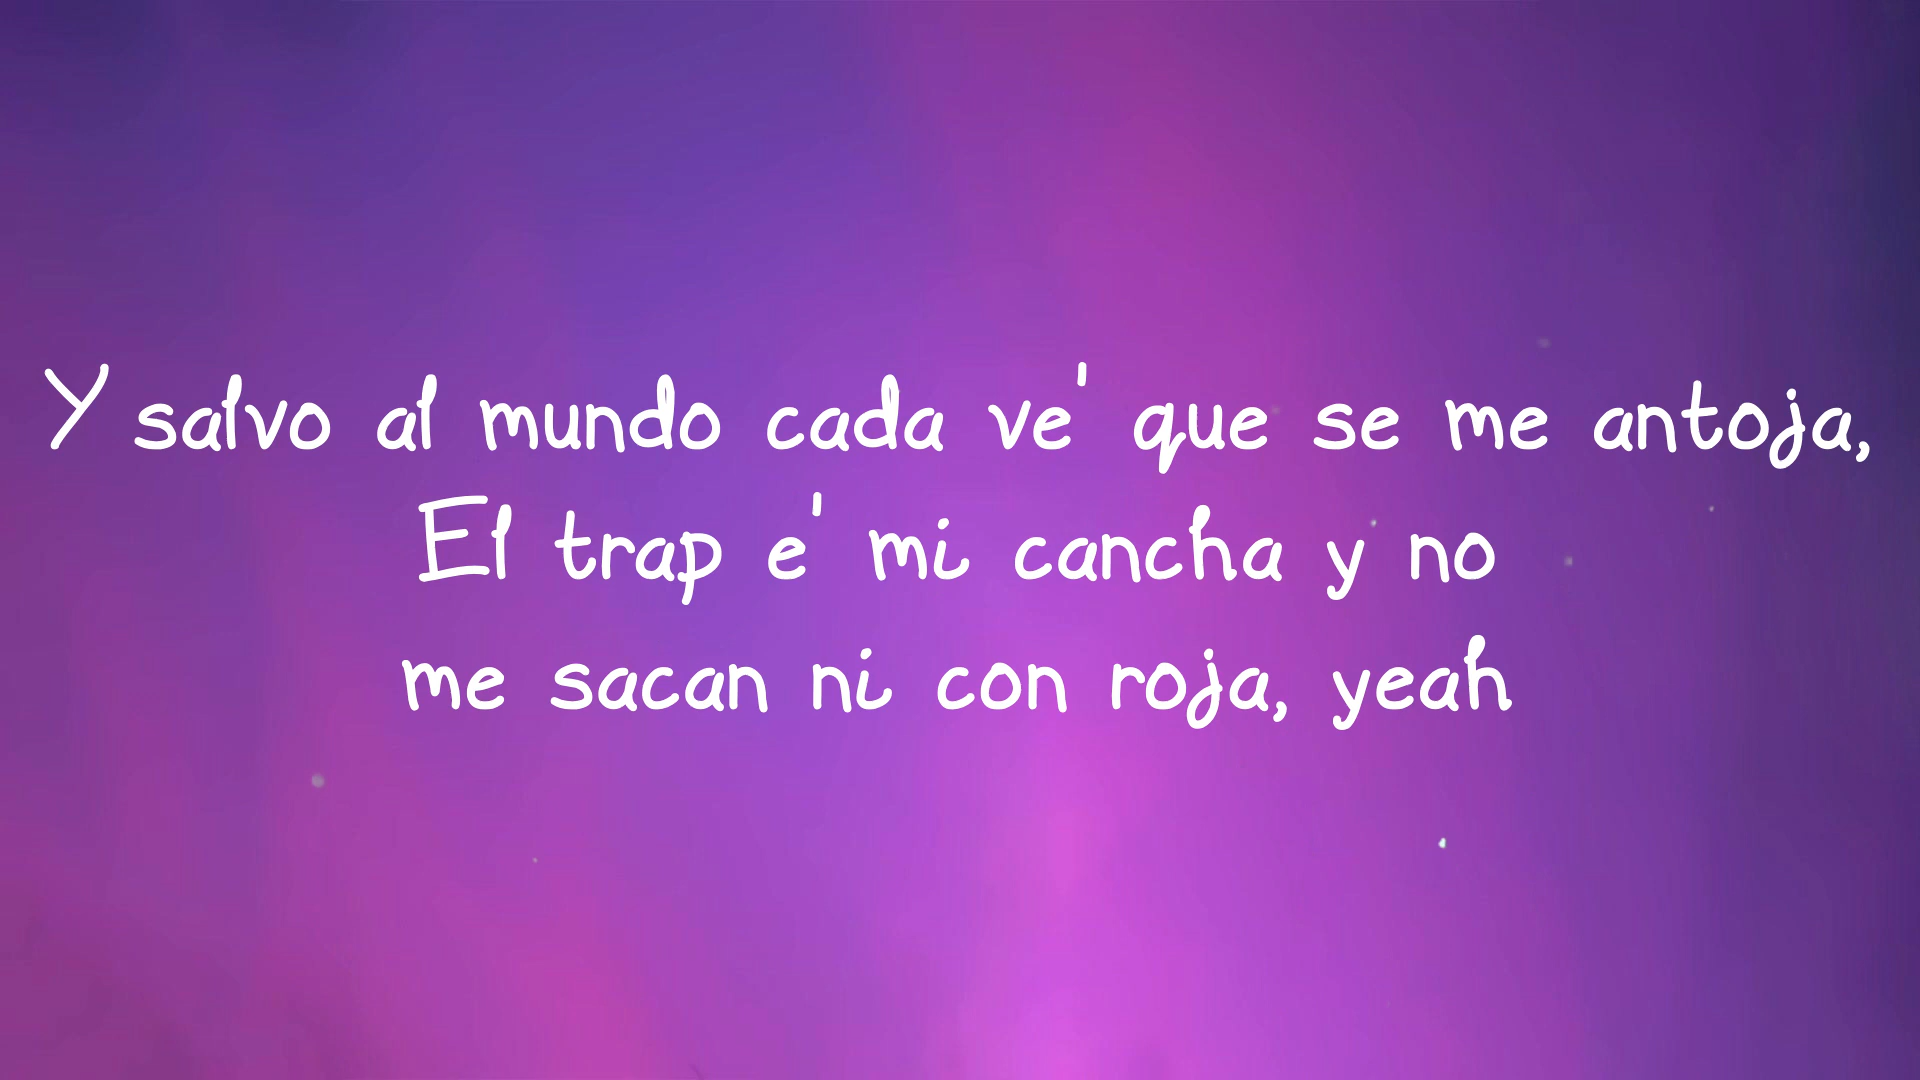 Y salvo al mundo cada ve' que se me antoja,
El trap e' mi cancha y no
me sacan ni con roja, yeah